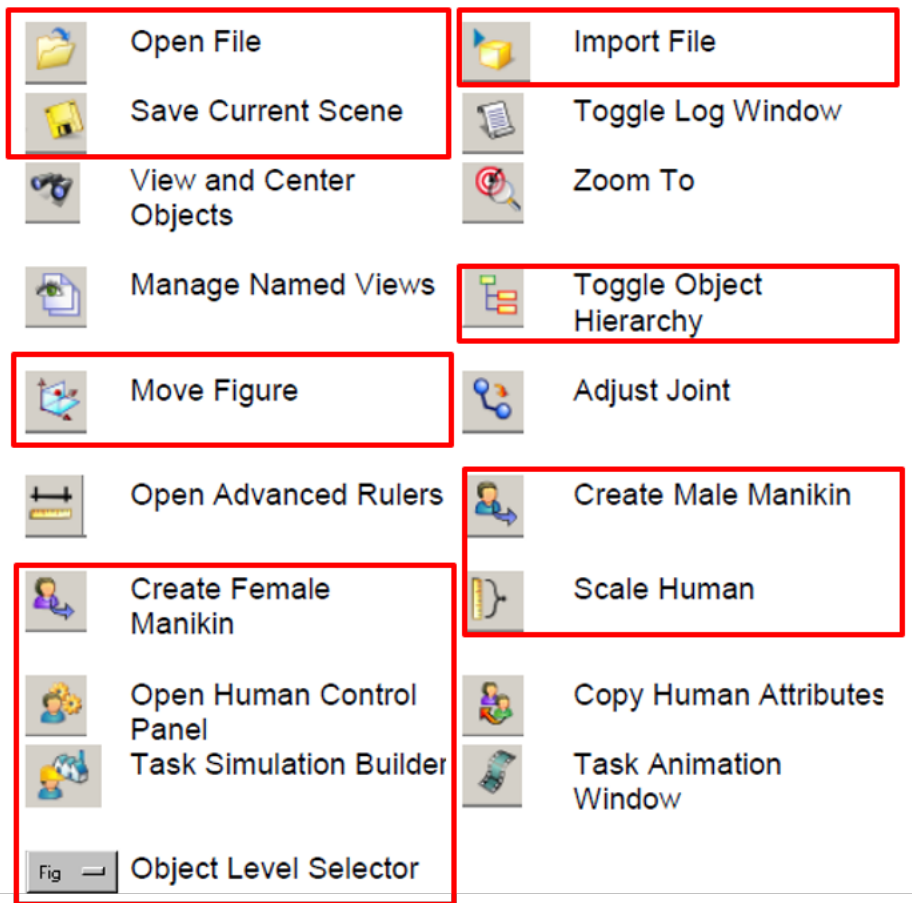 Open File
Import File
Save Current Scene
Toggle Log Window
View and Center
Objects
Zoom To
Manage Named Views
Toggle Object
Hierarchy
Move Figure
Adjust Joint
Open Advanced Rulers
Create Male Manikin
Create Female
Manikin
Scale Human
Open Human Control
Panel
Copy Human Attributes
Task Simulation Builder
Task Animation
Window
Fig
Object Level Selector